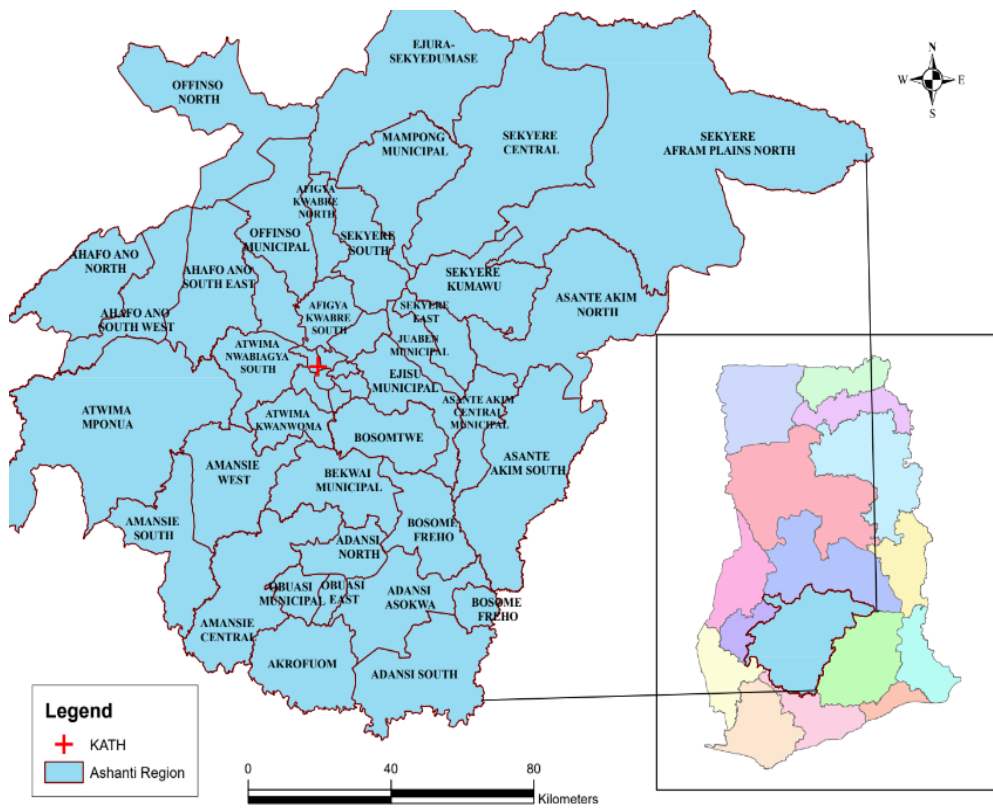 EJURA-
SEKYEDUMASE
N
W
E
S
OFFINSO
NORTH
MAMPONG
MUNICIPAL
SEKYERE
CENTRAL
SEKYERE
AFRAM PLAINS NORTH
AFIGYA
KWABRE
NORTH
OFFINSO
MUNICIPAL
SEKYERE
SOUTH
AHAFO ANO
NORTH
AHAFO ANO
SOUTH EAST
SEKYERE
KUMAWU
ASANTE AKIM
NORTH
AHAFO ANO
SOUTH WEST
AFIGYA
KWABRE
SOUTH
SEKYERE
EAST
JUABEN
MUNICIPAL
ATWIMA
NWABIAGYA
SOUTH
EJISU
MUNICIPAL
ATWIMA
MPONUA
ATWIMA
KWANWOMA
BOSOMTWE
ASANTE AKIM
CENTRAL
MUNICIPAL
ASANTE
AKIM SOUTH
AMANSIE
WEST
BEKWAI
MUNICIPAL
AMANSIE
SOUTH
ADANSI
NORTH
BOSOME
FREHO
OBUASI
MUNICIPAL
OBUASI
EAST
ADANSI
ASOKWA
BOSOME
FREHO
AMANSIE
CENTRAL
AKROFUOM
ADANSI SOUTH
Legend
KATH
Ashanti Region
0 40 80
Kilometers